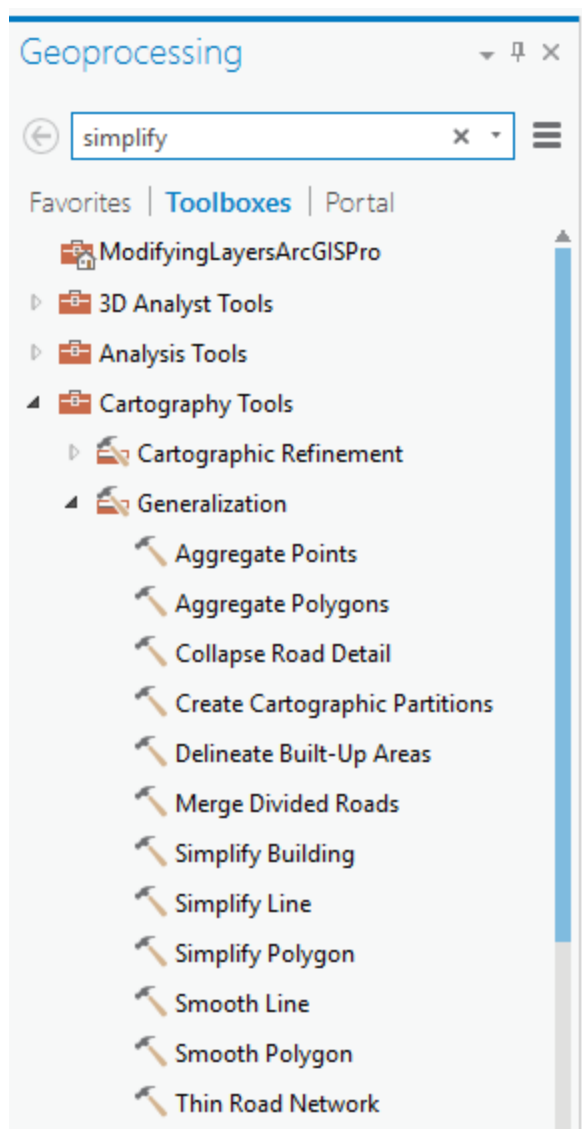 Geoprocessing
simplify
Favorites | Toolboxes | Portal
ModifyingLayersArcGISPro
3D Analyst Tools
Analysis Tools
Cartography Tools
Cartographic Refinement
Generalization
Aggregate Points
Aggregate Polygons
Collapse Road Detail
Create Cartographic Partitions
Delineate Built-Up Areas
Merge Divided Roads
Simplify Building
Simplify Line
Simplify Polygon
Smooth Line
Smooth Polygon
Thin Road Network